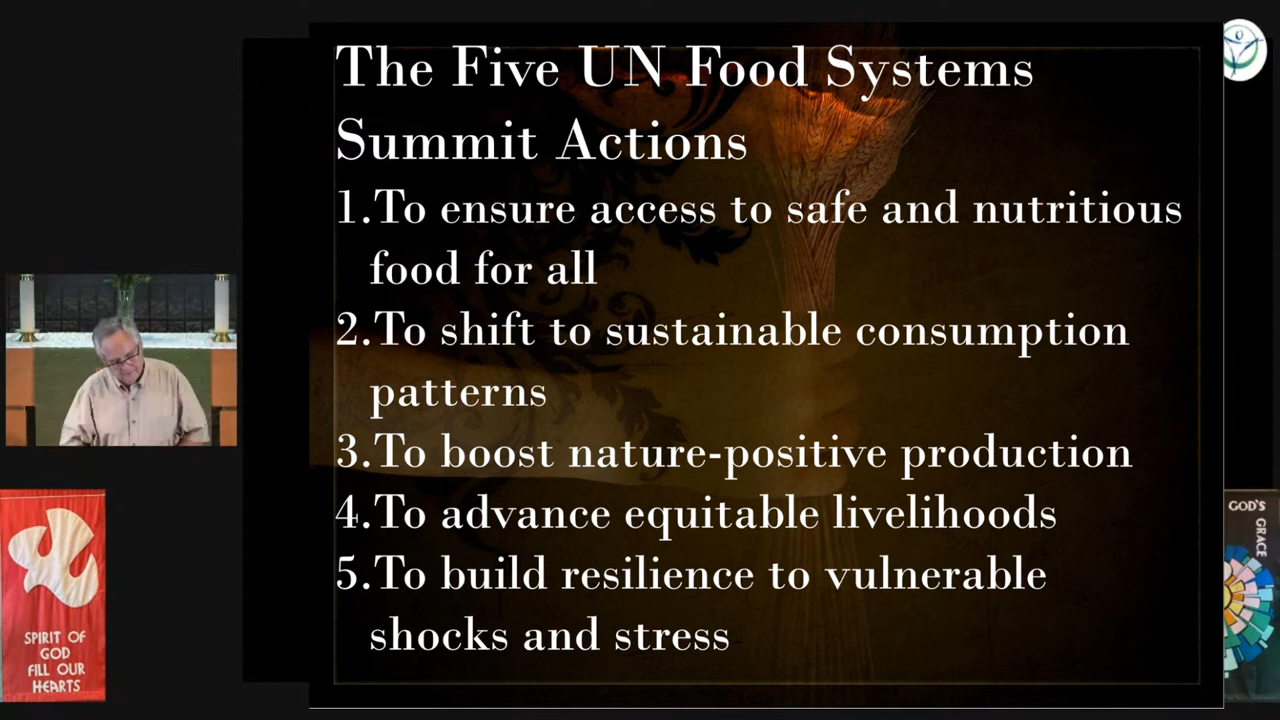 The Five UN Food Systems
Summit Actions
1.To ensure access to safe and nutritious
food for all
2.To shift to sustainable consumption
patterns
3.To boost nature-positive production
4.To advance equitable livelihoods
5.To build resilience to vulnerable
shocks and stress
SPIRIT OF
GOD
FILL OUR
HEARTS
GOD'S
GRACE